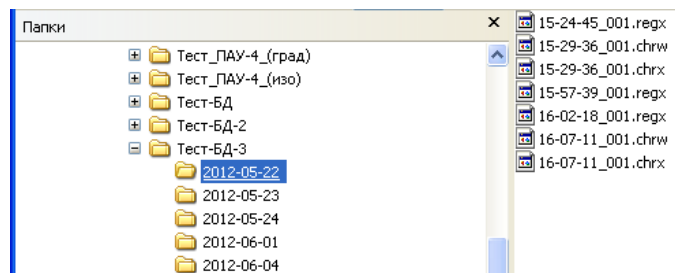 Папки
Тест_ПАУ-4_(град)
Тест_ПАУ-4_(изо)
Тест-БД
Тест-БД-2
Тест-БД-3
2012-05-22
2012-05-23
2012-05-24
2012-06-01
2012-06-04
15-24-45_001.regx
15-29-36_001.chrw
15-29-36_001.chrx
15-57-39_001.regx
16-02-18_001.regx
16-07-11_001.chrw
16-07-11_001.chrx